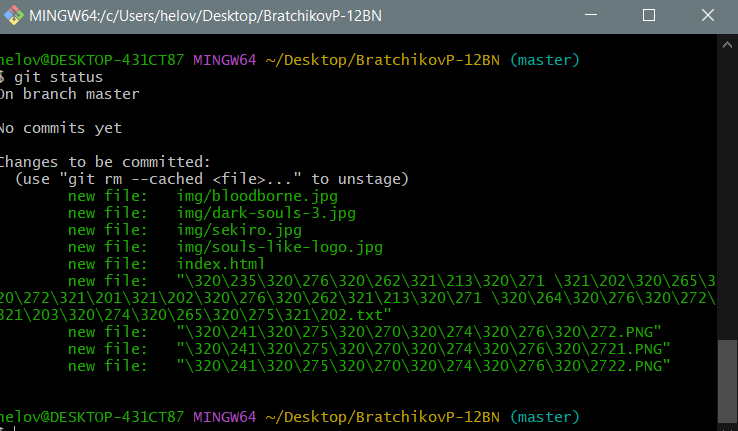 MINGW64:/c/Users/helov/Desktop/BratchikovP-12BN
helov@DESKTOP-431CT87 MINGW64 ~/Desktop/BratchikovP-12BN (master)
$ git status
On branch master
No commits yet
Changes to be committed:
(use "git rm --cached <file>..." to unstage)
new file: img/bloodborne.jpg
new file: img/dark-souls-3.jpg
new file: img/sekiro.jpg
new file: img/souls-like-logo.jpg
new file: index.html
new file: "\320\235\320\276\320\262\321\213\320\271 \321\202\320\265\3
20\272\321\201\321\202\320\276\320\262\321\213\320\271 \320\264\320\276\320\272\
321\203\320\274\320\265\320\275\321\202.txt"
new file: "\320\241\320\275\320\270\320\274\320\276\320\272.PNG"
new file: "\320\241\320\275\320\270\320\274\320\276\320\2721.PNG"
new file: "\320\241\320\275\320\270\320\274\320\276\320\2722.PNG"
helov@DESKTOP-431CT87 MINGW64 ~/Desktop/BratchikovP-12BN (master)
$